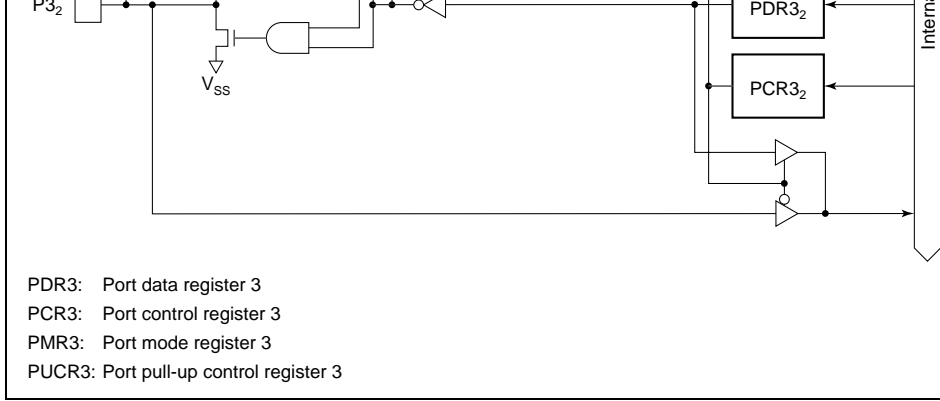 P3₂
PDR3₂
V_SS
PCR3₂
PDR3: Port data register 3
PCR3: Port control register 3
PMR3: Port mode register 3
PUCR3: Port pull-up control register 3